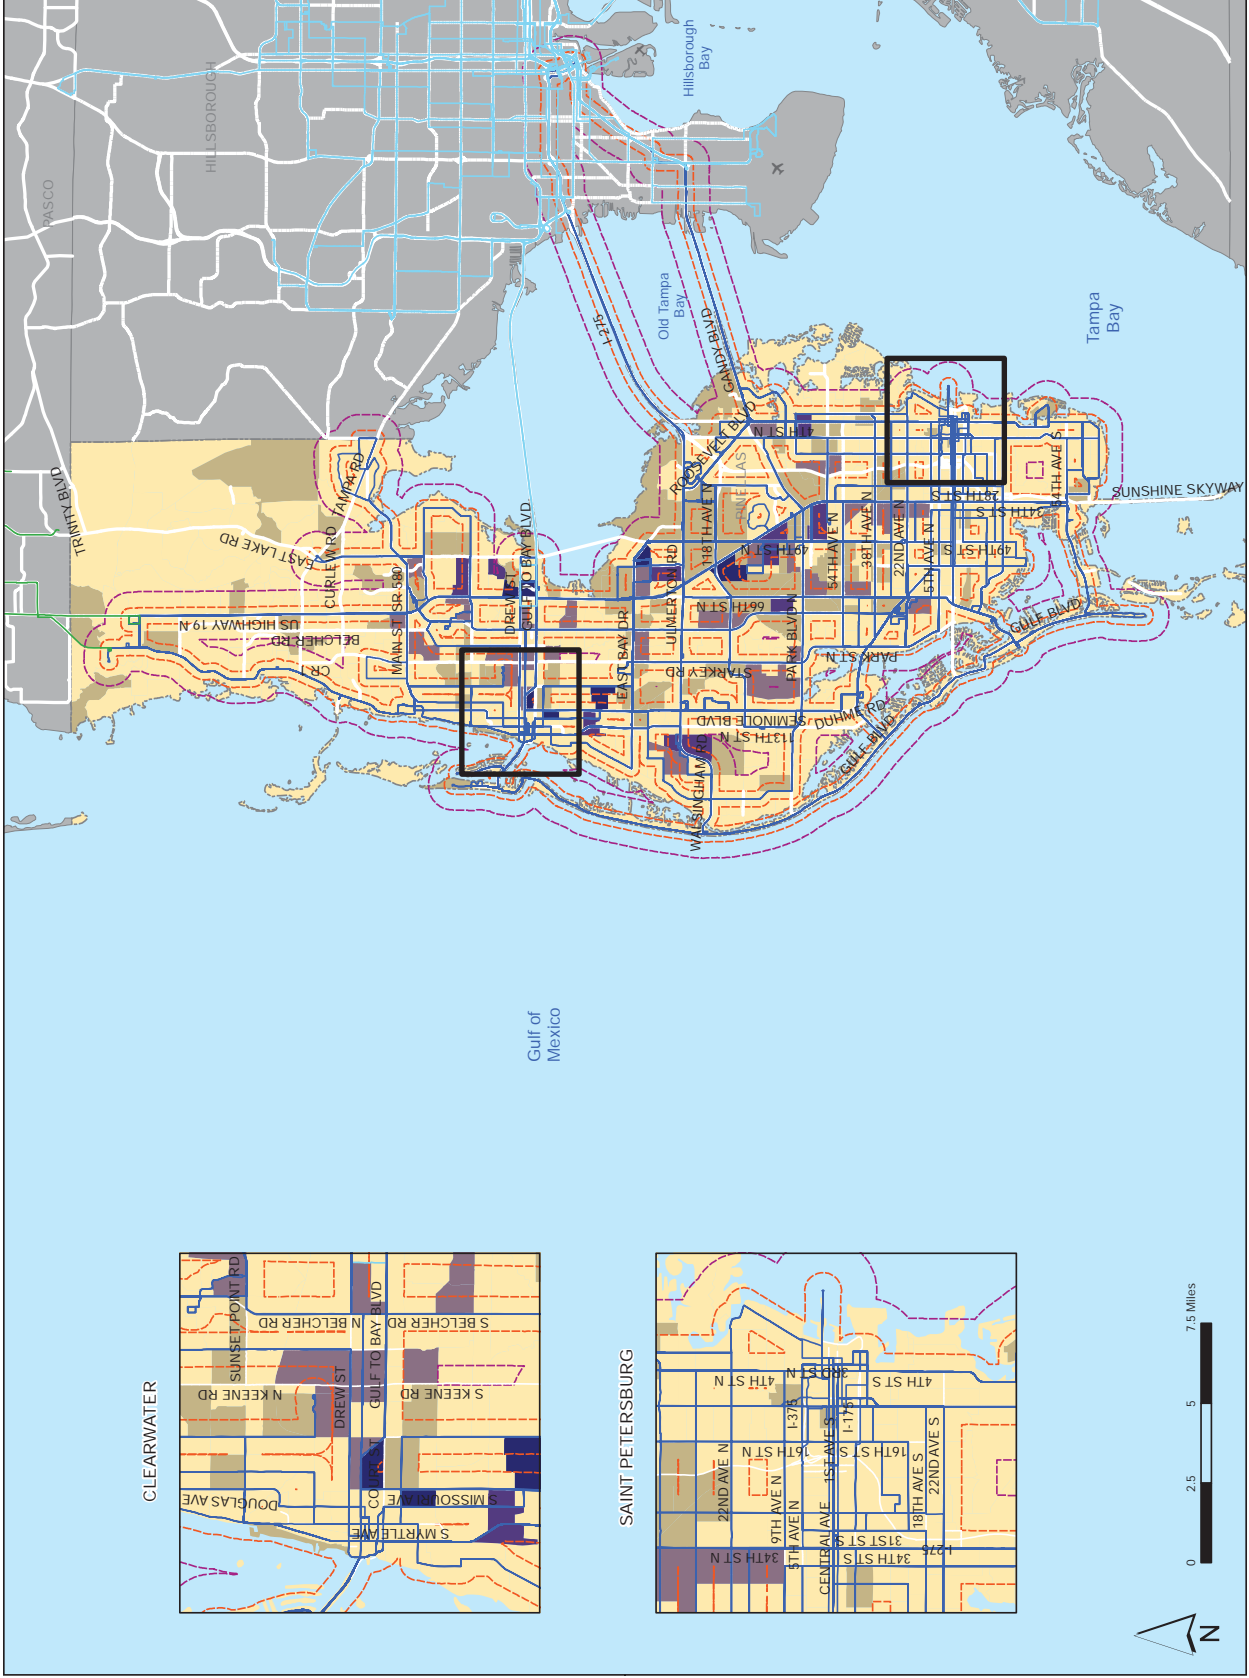 PASCO
HILLSBOROUGH
Hillsborough
Bay
TRINITY BLVD
EAST LAKE RD
TAMPA RD
CURLEW RD
US HIGHWAY 19 N
BELCHER RD
CR 1
MAIN ST SR 580
DREW ST
GULF TO BAY BLVD
I-275
Old Tampa
Bay
GANDY BLVD
Tampa
Bay
ROOSEVELT BLVD
4TH ST N
PINELLAS
118TH AVE N
49TH ST N
ULMERTON RD
66TH ST N
EAST BAY DR
STARKEY RD
PARK BLVD N
54TH AVE N
38TH AVE N
22ND AVE N
5TH AVE N
28TH ST S
34TH ST S
49TH ST S
54TH AVE S
SUNSHINE SKYWAY
PARK ST N
GULF BLVD
SEMINOLE BLVD
DUHME RD
113TH ST N
WALSINGHAM RD
GULF BLVD
Gulf of
Mexico
CLEARWATER
SUNSET POINT RD
N BELCHER RD
S BELCHER RD
GULF TO BAY BLVD
N KEENE RD
DREW ST
S KEENE RD
DOUGLAS AVE
COURT ST
S MISSOURI AVE
S MYRTLE AVE
SAINT PETERSBURG
4TH ST N
3RD ST N
4TH ST S
I-375
I-175
22ND AVE N
16TH ST N
1ST AVE S
16TH ST S
22ND AVE S
18TH AVE S
9TH AVE N
5TH AVE N
CENTRAL AVE
31ST ST S
34TH ST N
34TH ST S
I-275
0
2.5
5
7.5 Miles
N